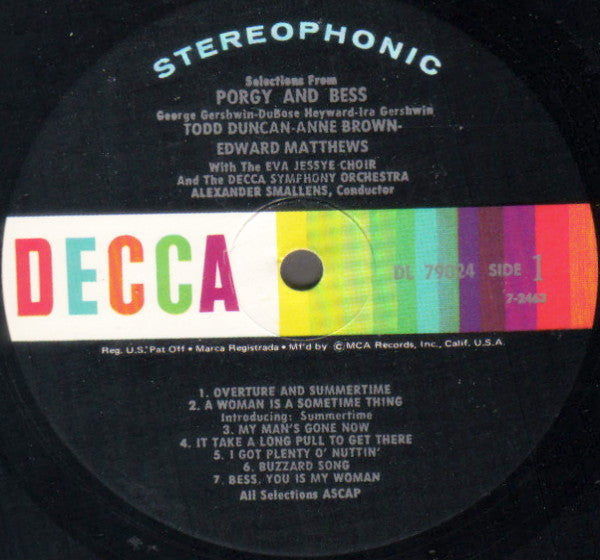 STEREOPHONIC
Selections From
PORGY AND BESS
George Gershwin-DuBose Heyward-Ira Gershwin
TODD DUNCAN-ANNE BROWN-
EDWARD MATTHEWS
With The EVA JESSYE CHOIR
And The DECCA SYMPHONY ORCHESTRA
ALEXANDER SMALLENS, Conductor
DECCA
DL 79024 SIDE 1
7-2463
Reg. U.S. Pat Off • Marca Registrada • Mf'd by © MCA Records, Inc., Calif. U.S.A.
1. OVERTURE AND SUMMERTIME
2. A WOMAN IS A SOMETIME THING
Introducing: Summertime
3. MY MAN'S GONE NOW
4. IT TAKE A LONG PULL TO GET THERE
5. I GOT PLENTY O' NUTTIN'
6. BUZZARD SONG
7. BESS, YOU IS MY WOMAN
All Selections ASCAP